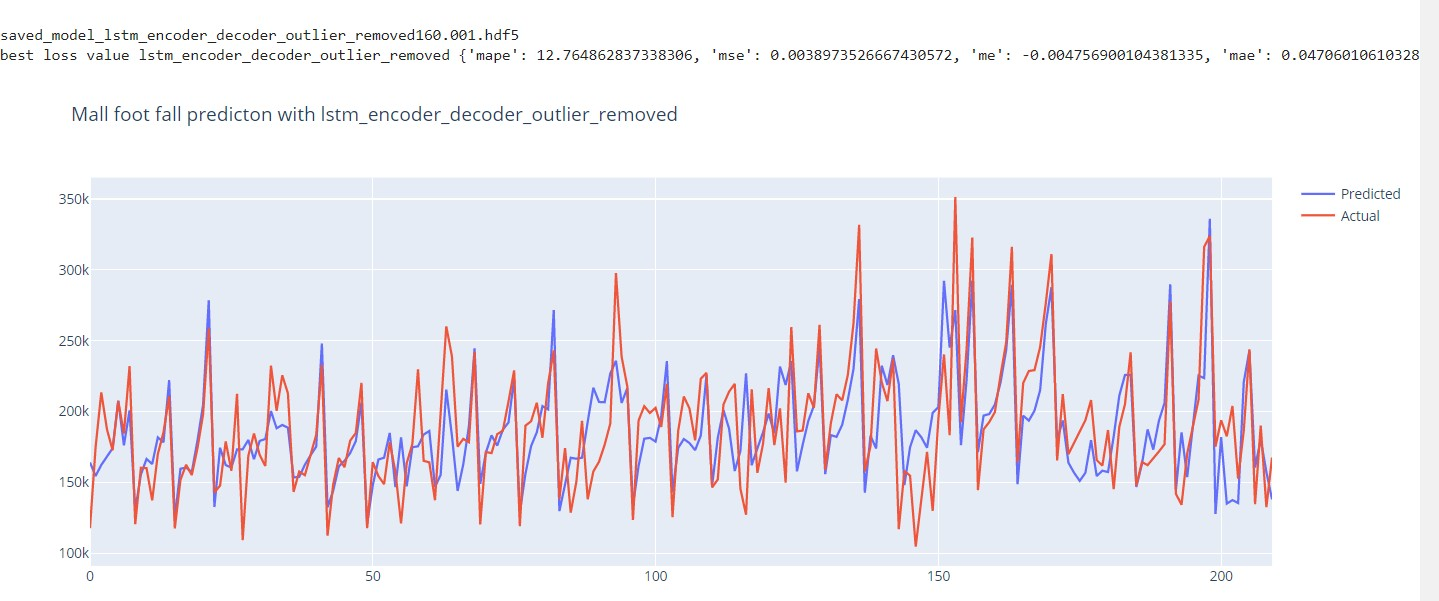 saved_model_lstm_encoder_decoder_outlier_removed160.001.hdf5
best loss value lstm_encoder_decoder_outlier_removed {'mape': 12.764862837338306, 'mse': 0.0038973526667430572, 'me': -0.004756900104381335, 'mae': 0.04706010610328
Mall foot fall predicton with lstm_encoder_decoder_outlier_removed
350k
300k
250k
200k
150k
100k
0
50
100
150
200
Predicted
Actual